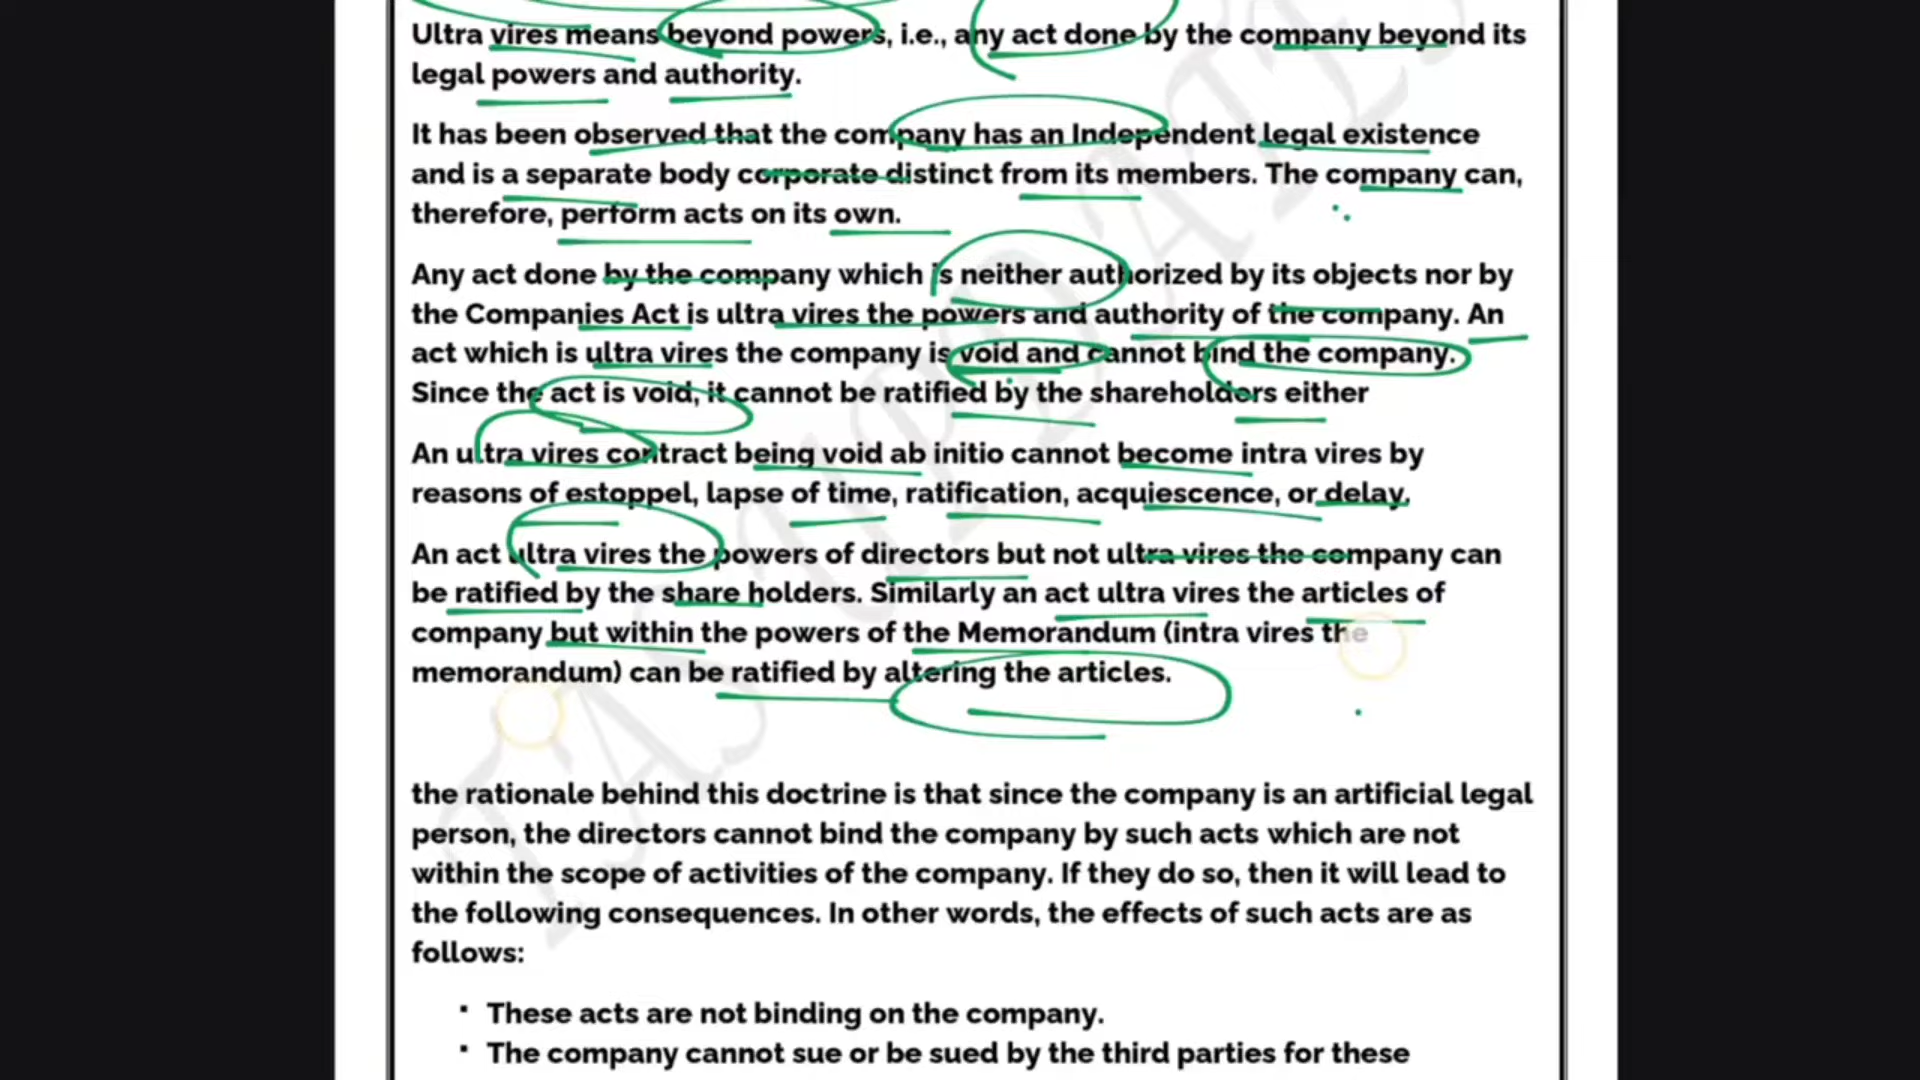 Ultra vires means beyond powers, i.e., any act done by the company beyond its
legal powers and authority.
It has been observed that the company has an Independent legal existence
and is a separate body corporate distinct from its members. The company can,
therefore, perform acts on its own.
Any act done by the company which is neither authorized by its objects nor by
the Companies Act is ultra vires the powers and authority of the company. An
act which is ultra vires the company is void and cannot bind the company.
Since the act is void, it cannot be ratified by the shareholders either
An ultra vires contract being void ab initio cannot become intra vires by
reasons of estoppel, lapse of time, ratification, acquiescence, or delay.
An act ultra vires the powers of directors but not ultra vires the company can
be ratified by the share holders. Similarly an act ultra vires the articles of
company but within the powers of the Memorandum (intra vires the
memorandum) can be ratified by altering the articles.
the rationale behind this doctrine is that since the company is an artificial legal
person, the directors cannot bind the company by such acts which are not
within the scope of activities of the company. If they do so, then it will lead to
the following consequences. In other words, the effects of such acts are as
follows:
▪ These acts are not binding on the company.
▪ The company cannot sue or be sued by the third parties for these